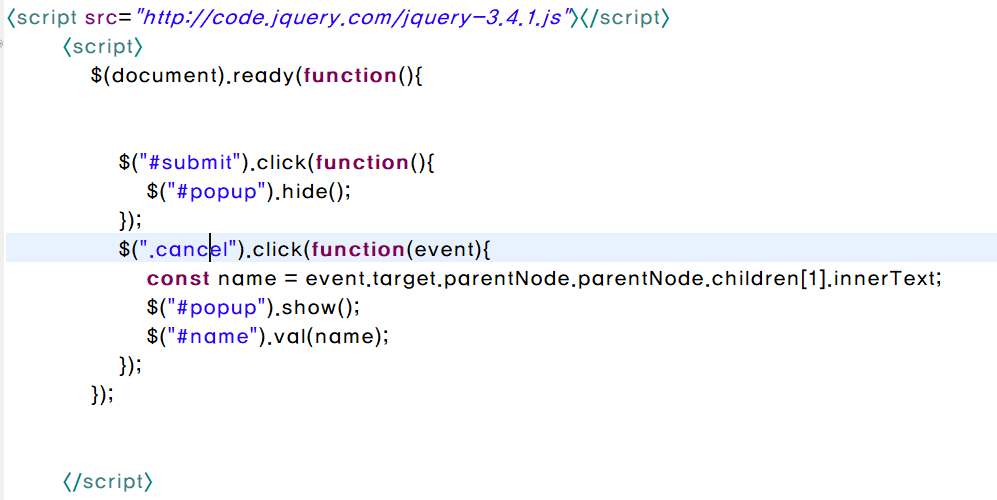 <script src="http://code.jquery.com/jquery-3.4.1.js"></script>
<script>
$(document).ready(function(){
$("#submit").click(function(){
$("#popup").hide();
});
$(".cancel").click(function(event){
const name = event.target.parentNode.parentNode.children[1].innerText;
$("#popup").show();
$("#name").val(name);
});
});
</script>